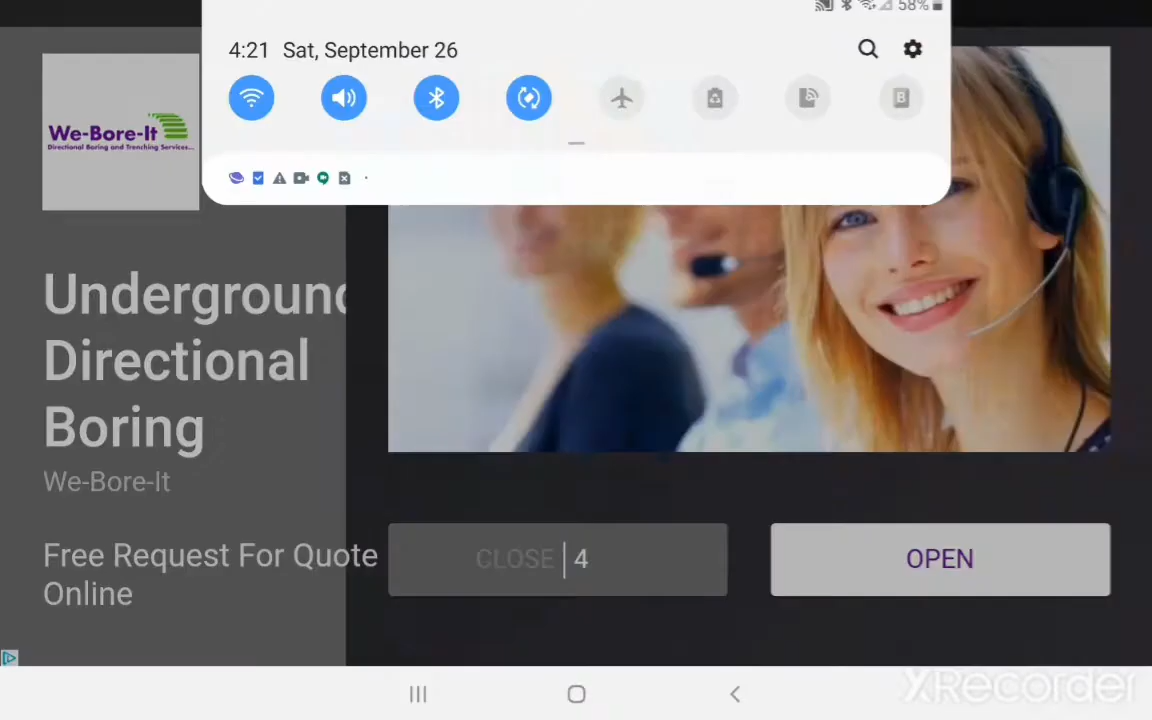 58%
4:21 Sat, September 26
B
We-Bore-It
Directional Boring and Trenching Services...
Underground
Directional
Boring
We-Bore-It
Free Request For Quote
Online
CLOSE 4
OPEN
XRecorder